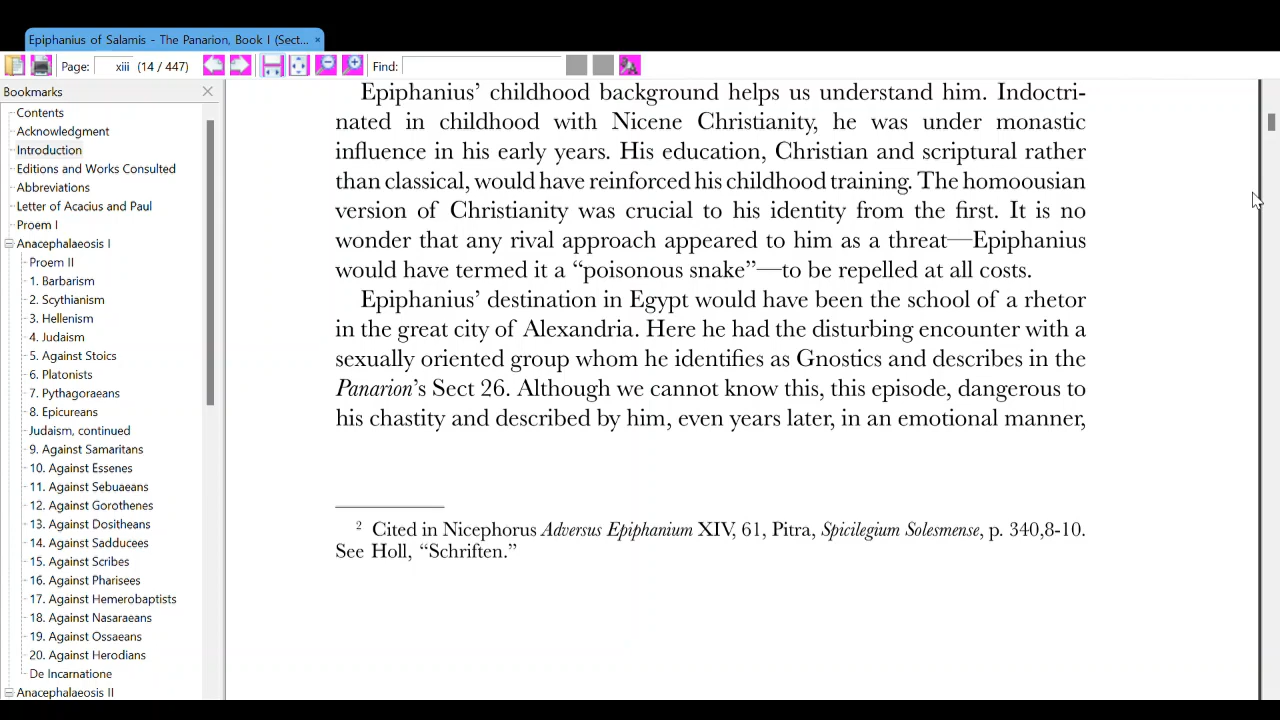 Epiphanius of Salamis - The Panarion, Book I (Sect... ×
Page: xiii (14 / 447) Find:
Bookmarks
Contents
Acknowledgment
Introduction
Editions and Works Consulted
Abbreviations
Letter of Acacius and Paul
Proem I
Anacephalaeosis I
Proem II
1. Barbarism
2. Scythianism
3. Hellenism
4. Judaism
5. Against Stoics
6. Platonists
7. Pythagoraeans
8. Epicureans
Judaism, continued
9. Against Samaritans
10. Against Essenes
11. Against Sebuaeans
12. Against Gorothenes
13. Against Dositheans
14. Against Sadducees
15. Against Scribes
16. Against Pharisees
17. Against Hemerobaptists
18. Against Nasaraeans
19. Against Ossaeans
20. Against Herodians
De Incarnatione
Anacephalaeosis II
Epiphanius’ childhood background helps us understand him. Indoctri-
nated in childhood with Nicene Christianity, he was under monastic
influence in his early years. His education, Christian and scriptural rather
than classical, would have reinforced his childhood training. The homoousian
version of Christianity was crucial to his identity from the first. It is no
wonder that any rival approach appeared to him as a threat—Epiphanius
would have termed it a “poisonous snake”—to be repelled at all costs.
Epiphanius’ destination in Egypt would have been the school of a rhetor
in the great city of Alexandria. Here he had the disturbing encounter with a
sexually oriented group whom he identifies as Gnostics and describes in the
Panarion’s Sect 26. Although we cannot know this, this episode, dangerous to
his chastity and described by him, even years later, in an emotional manner,
2 Cited in Nicephorus Adversus Epiphanium XIV, 61, Pitra, Spicilegium Solesmense, p. 340,8-10.
See Holl, “Schriften.”